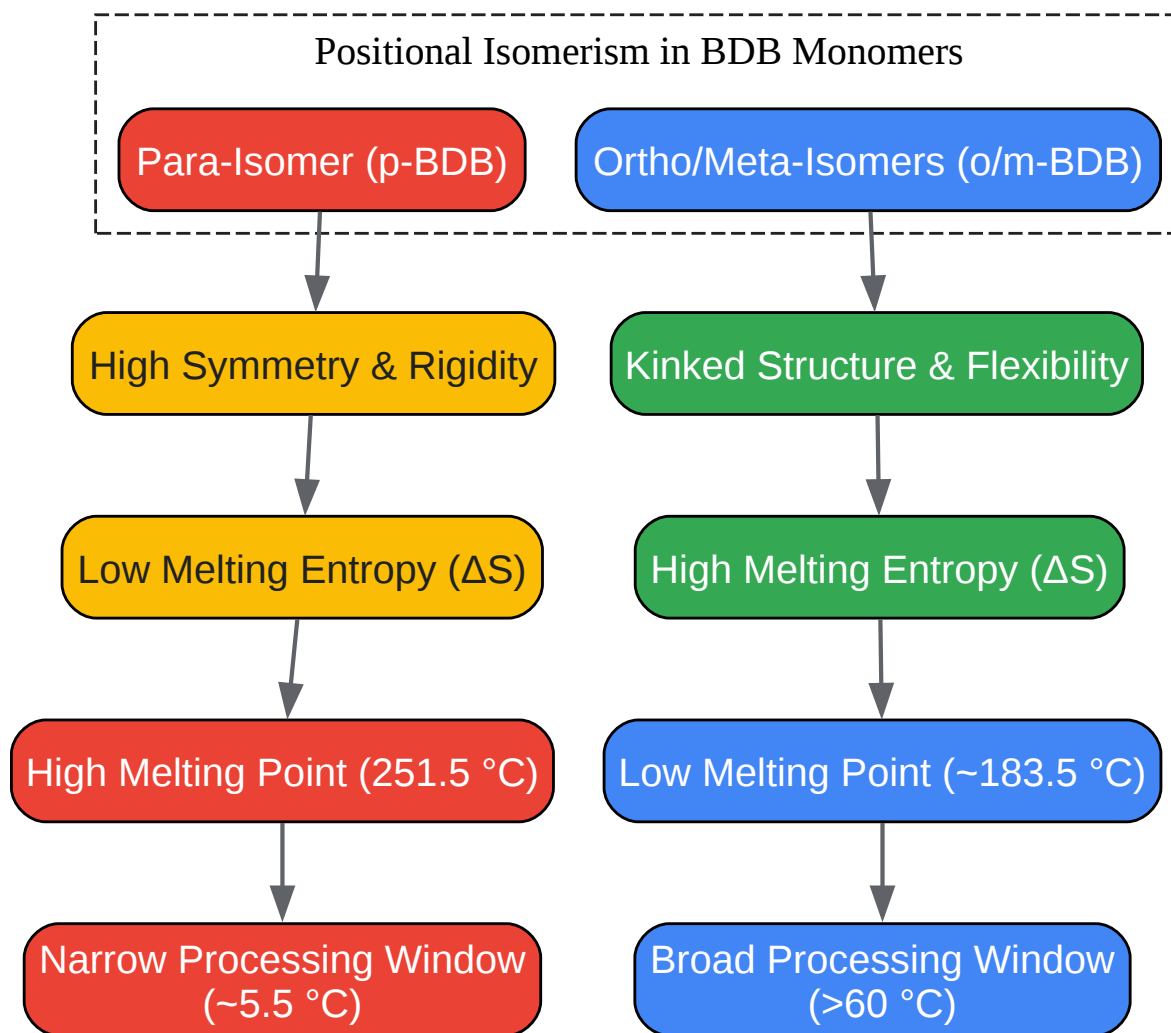 Positional Isomerism in BDB Monomers
Para-Isomer (p-BDB)
Ortho/Meta-Isomers (o/m-BDB)
High Symmetry & Rigidity
Kinked Structure & Flexibility
Low Melting Entropy (ΔS)
High Melting Entropy (ΔS)
High Melting Point (251.5 °C)
Low Melting Point (~183.5 °C)
Narrow Processing Window
(~5.5 °C)
Broad Processing Window
(>60 °C)